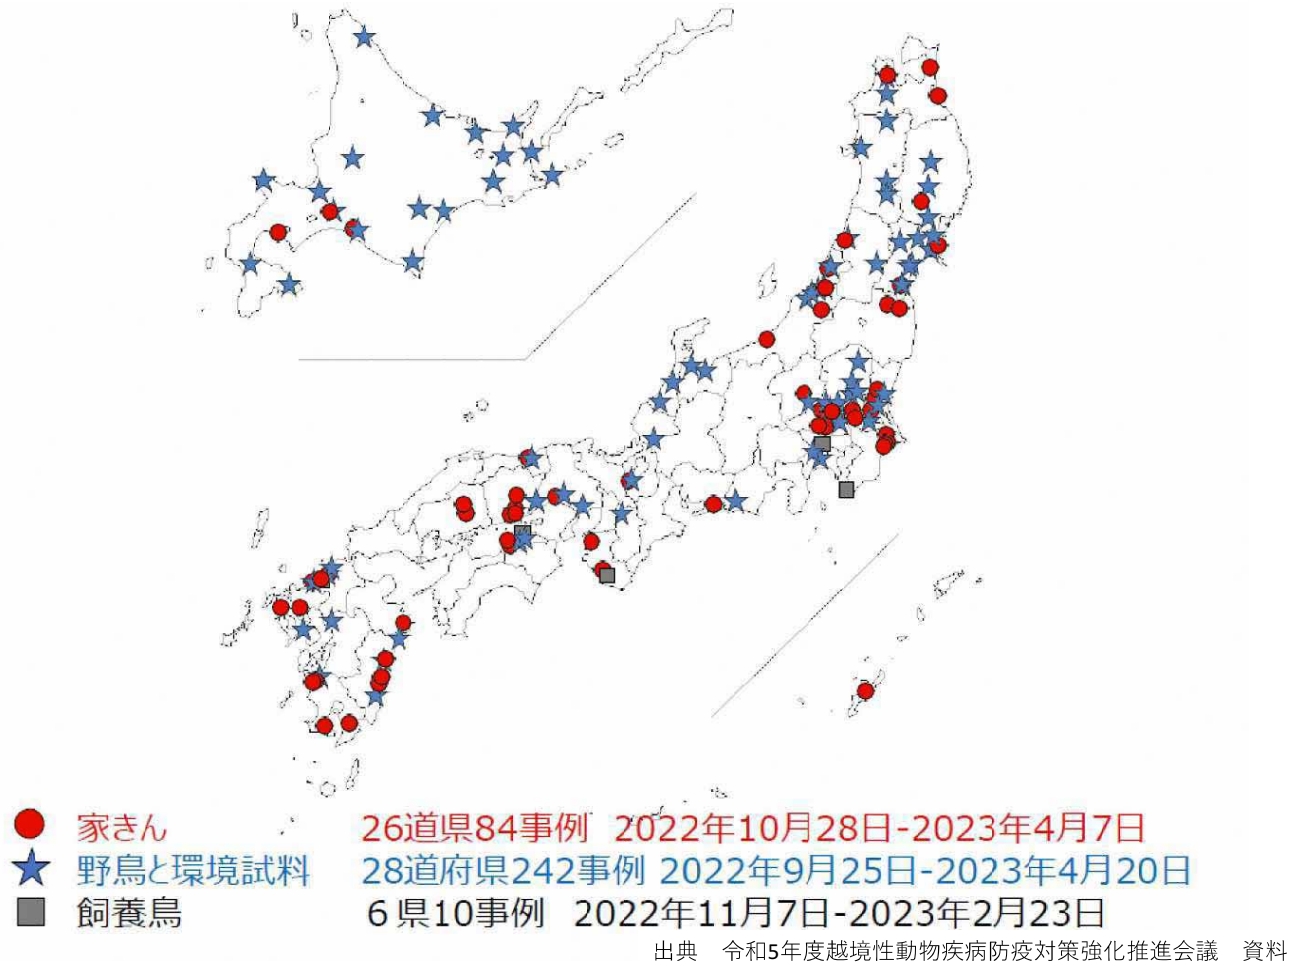 家きん 26道県84事例 2022年10月28日-2023年4月7日
野鳥と環境試料 28道府県242事例 2022年9月25日-2023年4月20日
飼養鳥 6県10事例 2022年11月7日-2023年2月23日
出典 令和5年度越境性動物疾病防疫対策強化推進会議 資料